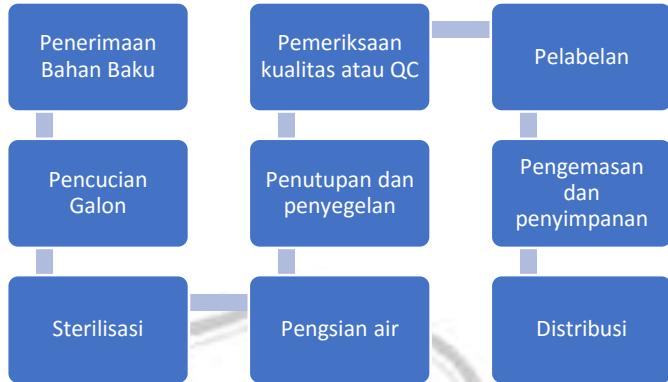 Penerimaan
Bahan Baku
Pencucian
Galon
Sterilisasi
Pengsian air
Penutupan dan
penyegelan
Pemeriksaan
kualitas atau QC
Pelabelan
Pengemasan
dan
penyimpanan
Distribusi